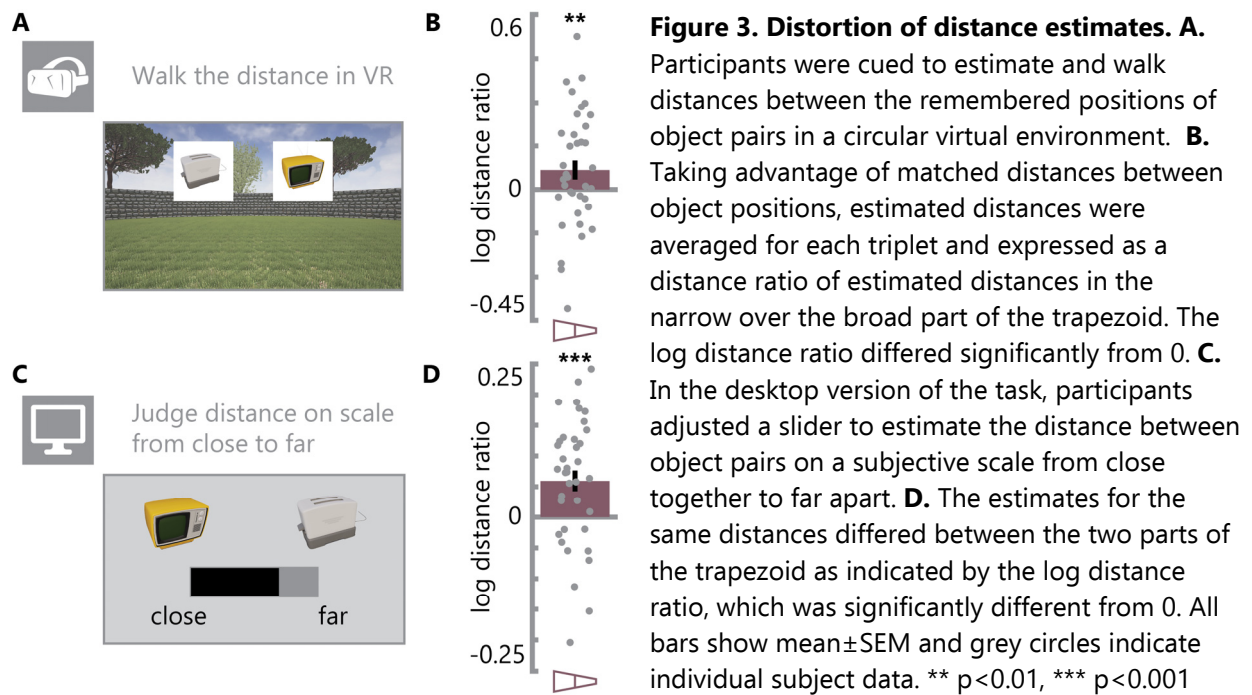 A
Walk the distance in VR
B
**
0.6
log distance ratio
0
-0.45
C
Judge distance on scale
from close to far
close far
D
***
0.25
log distance ratio
0
-0.25
Figure 3. Distortion of distance estimates. A.
Participants were cued to estimate and walk
distances between the remembered positions of
object pairs in a circular virtual environment. B.
Taking advantage of matched distances between
object positions, estimated distances were
averaged for each triplet and expressed as a
distance ratio of estimated distances in the
narrow over the broad part of the trapezoid. The
log distance ratio differed significantly from 0. C.
In the desktop version of the task, participants
adjusted a slider to estimate the distance between
object pairs on a subjective scale from close
together to far apart. D. The estimates for the
same distances differed between the two parts of
the trapezoid as indicated by the log distance
ratio, which was significantly different from 0. All
bars show mean±SEM and grey circles indicate
individual subject data. ** p<0.01, *** p<0.001